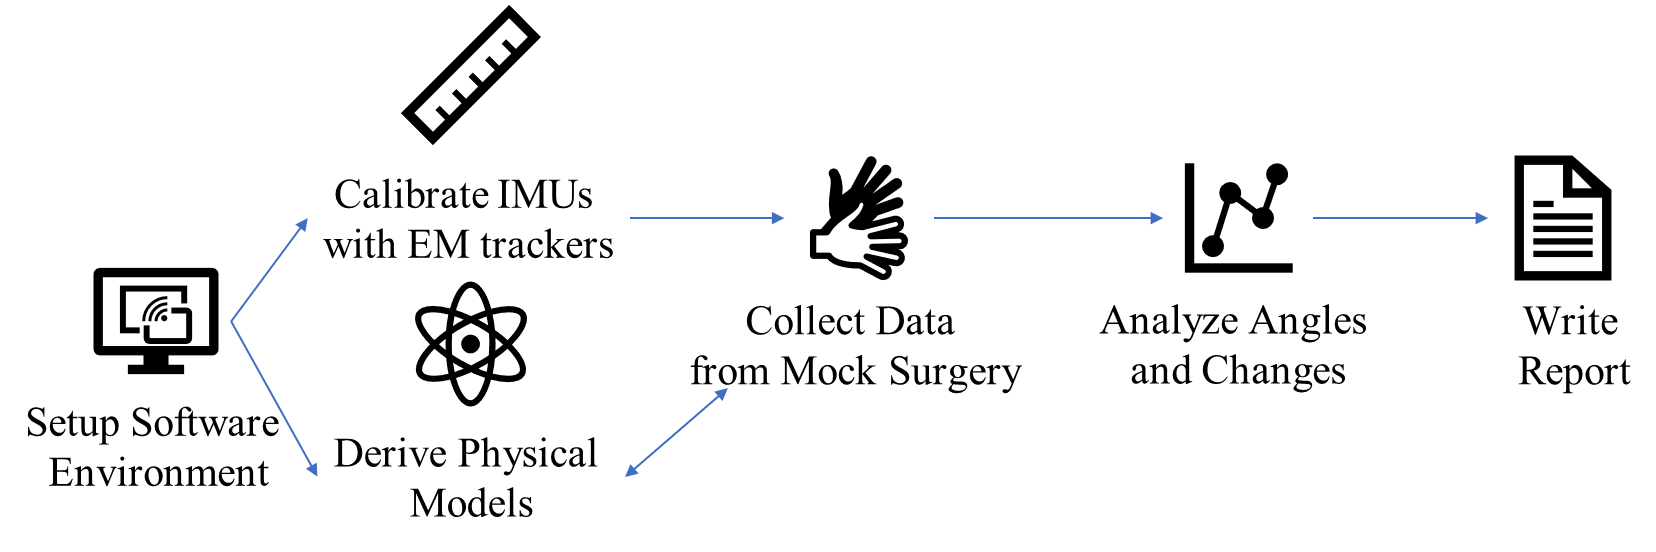 Setup Software
Environment
Calibrate IMUs
with EM trackers
Derive Physical
Models
Collect Data
from Mock Surgery
Analyze Angles
and Changes
Write
Report